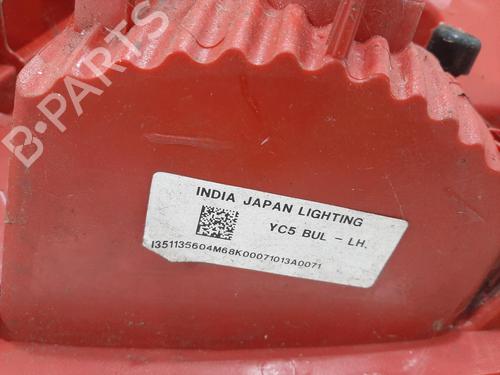 B-PARTS
INDIA JAPAN LIGHTING
YC5 BUL - LH.
I351135604M68K00071013A0071